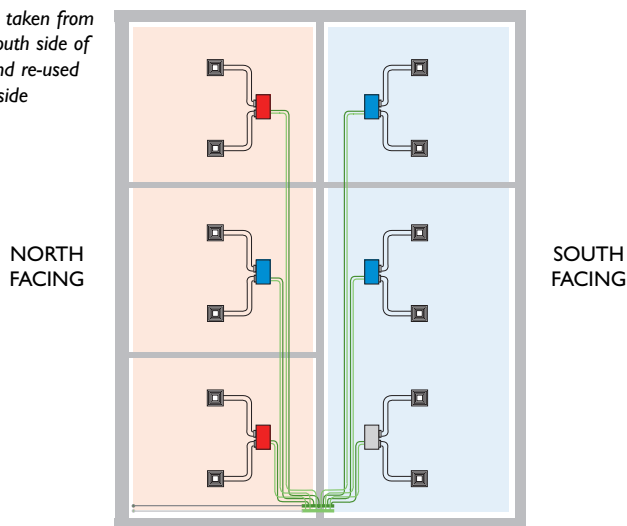 taken from
outh side of
nd re-used
side
NORTH
FACING
SOUTH
FACING